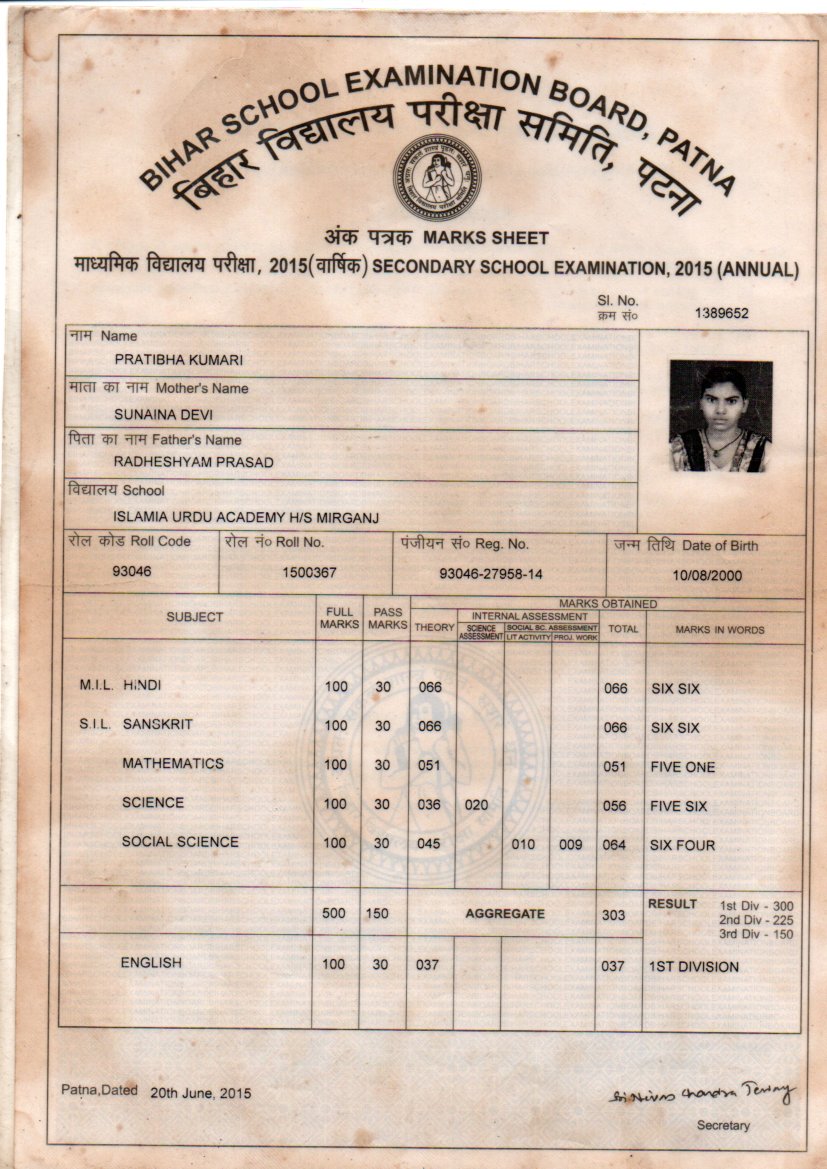 BIHAR SCHOOL EXAMINATION BOARD, PATNA
बिहार विद्यालय परीक्षा समिति, पटना
अंक पत्रक MARKS SHEET
माध्यमिक विद्यालय परीक्षा, 2015(वार्षिक) SECONDARY SCHOOL EXAMINATION, 2015 (ANNUAL)
Sl. No.
क्रम सं० 1389652
नाम Name
PRATIBHA KUMARI
माता का नाम Mother's Name
SUNAINA DEVI
पिता का नाम Father's Name
RADHESHYAM PRASAD
विद्यालय School
ISLAMIA URDU ACADEMY H/S MIRGANJ
रोल कोड Roll Code रोल नं० Roll No. पंजीयन सं० Reg. No. जन्म तिथि Date of Birth
93046 1500367 93046-27958-14 10/08/2000
SUBJECT FULL MARKS PASS MARKS MARKS OBTAINED
THEORY INTERNAL ASSESSMENT TOTAL MARKS IN WORDS
SCIENCE ASSESSMENT SOCIAL SC. ASSESSMENT
LIT ACTIVITY PROJ. WORK
M.I.L. HINDI 100 30 066 066 SIX SIX
S.I.L. SANSKRIT 100 30 066 066 SIX SIX
MATHEMATICS 100 30 051 051 FIVE ONE
SCIENCE 100 30 036 020 056 FIVE SIX
SOCIAL SCIENCE 100 30 045 010 009 064 SIX FOUR
500 150 AGGREGATE 303 RESULT 1st Div - 300
2nd Div - 225
3rd Div - 150
ENGLISH 100 30 037 037 1ST DIVISION
Patna,Dated 20th June, 2015
Secretary